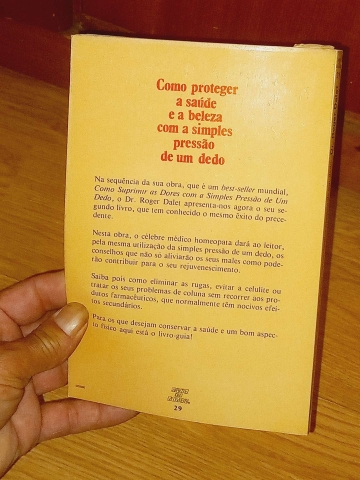 Como proteger
a saúde
e a beleza
com a simples
pressão
de um dedo
Na sequência da sua obra, que é um best-seller mundial,
Como Suprimir as Dores com a Simples Pressão de Um
Dedo, o Dr. Roger Dalet apresenta-nos agora o seu se-
gundo livro, que tem conhecido o mesmo êxito do prece-
dente.
Nesta obra, o célebre médico homeopata dará ao leitor,
pela mesma utilização da simples pressão de um dedo, os
conselhos que não só aliviarão os seus males como pode-
rão contribuir para o seu rejuvenescimento.
Saiba pois como eliminar as rugas, evitar a celulite ou
tratar os seus problemas de coluna sem recorrer aos pro-
dutos farmacêuticos, que normalmente têm nocivos efei-
tos secundários.
Para os que desejam conservar a saúde e um bom aspec-
to físico aqui está o livro-guia!
29